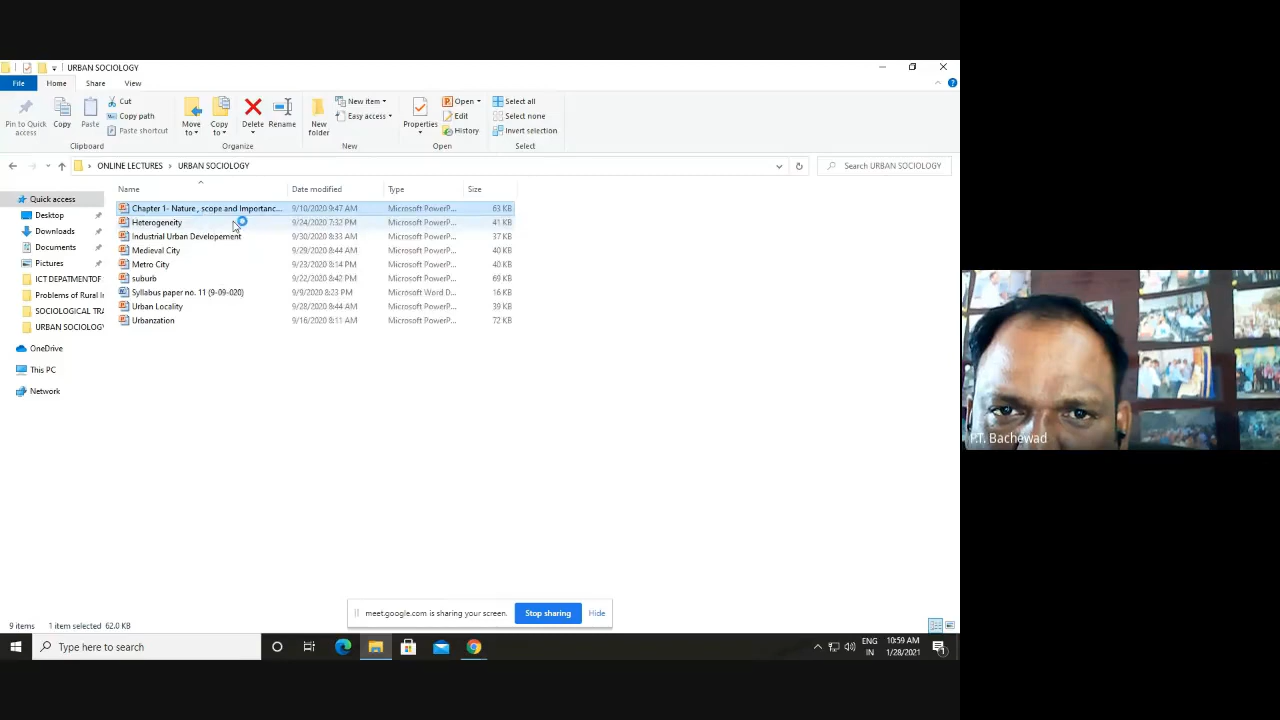 URBAN SOCIOLOGY
File Home Share View
Pin to Quick access
Copy
Paste
Cut
Copy path
Paste shortcut
Clipboard
Move to
Copy to
Delete
Rename
Organize
New folder
New item
Easy access
New
Properties
Open
Edit
History
Open
Select all
Select none
Invert selection
Select
ONLINE LECTURES > URBAN SOCIOLOGY
Search URBAN SOCIOLOGY
Name Date modified Type Size
Quick access
Desktop
Downloads
Documents
Pictures
ICT DEPATMENTOF
Problems of Rural I
SOCIOLOGICAL TRA
URBAN SOCIOLOGY
OneDrive
This PC
Network
Chapter 1- Nature , scope and Importanc... 9/10/2020 9:47 AM Microsoft PowerP... 63 KB
Heterogeneity 9/24/2020 7:32 PM Microsoft PowerP... 41 KB
Industrial Urban Developement 9/30/2020 8:33 AM Microsoft PowerP... 37 KB
Medieval City 9/29/2020 8:44 AM Microsoft PowerP... 40 KB
Metro City 9/23/2020 8:14 PM Microsoft PowerP... 40 KB
suburb 9/22/2020 8:42 PM Microsoft PowerP... 69 KB
Syllabus paper no. 11 (9-09-020) 9/9/2020 8:23 PM Microsoft Word D... 16 KB
Urban Locality 9/28/2020 8:44 AM Microsoft PowerP... 39 KB
Urbanzation 9/16/2020 8:11 AM Microsoft PowerP... 72 KB
P.T. Bachewad
meet.google.com is sharing your screen. Stop sharing Hide
9 items 1 item selected 62.0 KB
Type here to search
ENG
IN
10:59 AM
1/28/2021
1